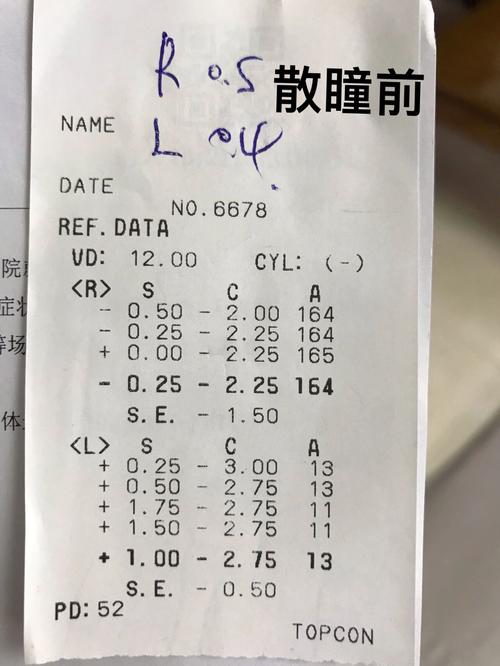 R 0.5 散瞳前
NAME
L 0.4
DATE
NO.6678
REF.DATA
VD: 12.00 CYL: (-)
<R> S C A
- 0.50 - 2.00 164
- 0.25 - 2.25 164
+ 0.00 - 2.25 165
- 0.25 - 2.25 164
S.E. - 1.50
<L> S C A
+ 0.25 - 3.00 13
+ 0.50 - 2.75 13
+ 1.75 - 2.75 11
+ 1.50 - 2.75 11
+ 1.00 - 2.75 13
S.E. - 0.50
PD: 52
TOPCON
症状
体